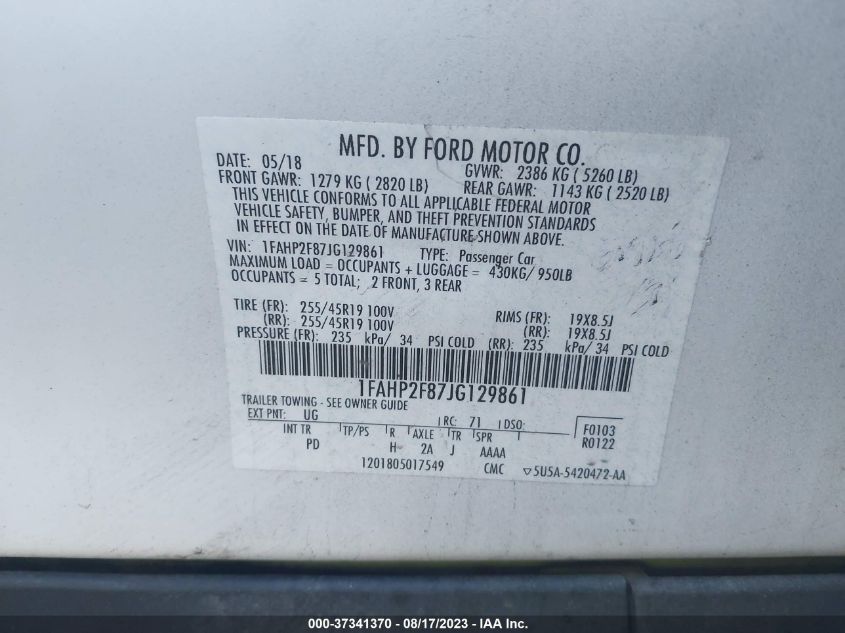 MFD. BY FORD MOTOR CO.
DATE: 05/18 GVWR: 2386 KG ( 5260 LB)
FRONT GAWR: 1279 KG ( 2820 LB) REAR GAWR: 1143 KG ( 2520 LB)
THIS VEHICLE CONFORMS TO ALL APPLICABLE FEDERAL MOTOR
VEHICLE SAFETY, BUMPER, AND THEFT PREVENTION STANDARDS
IN EFFECT ON THE DATE OF MANUFACTURE SHOWN ABOVE.
VIN: 1FAHP2F87JG129861 TYPE: Passenger Car
MAXIMUM LOAD = OCCUPANTS + LUGGAGE = 430KG/ 950LB
OCCUPANTS = 5 TOTAL; 2 FRONT, 3 REAR
TIRE (FR): 255/45R19 100V RIMS (FR): 19X8.5J
(RR): 255/45R19 100V (RR): 19X8.5J
PRESSURE (FR): 235 kPa/ 34 PSI COLD (RR): 235 kPa/ 34 PSI COLD
1FAHP2F87JG129861
TRAILER TOWING - SEE OWNER GUIDE
EXT PNT: UG RC: 71 DSO: F0103
INT TR TP/PS R AXLE TR SPR R0122
PD H 2A J AAAA
1201805017549 CMC ▽5U5A-5420472-AA
000-37341370 - 08/17/2023 - IAA Inc.